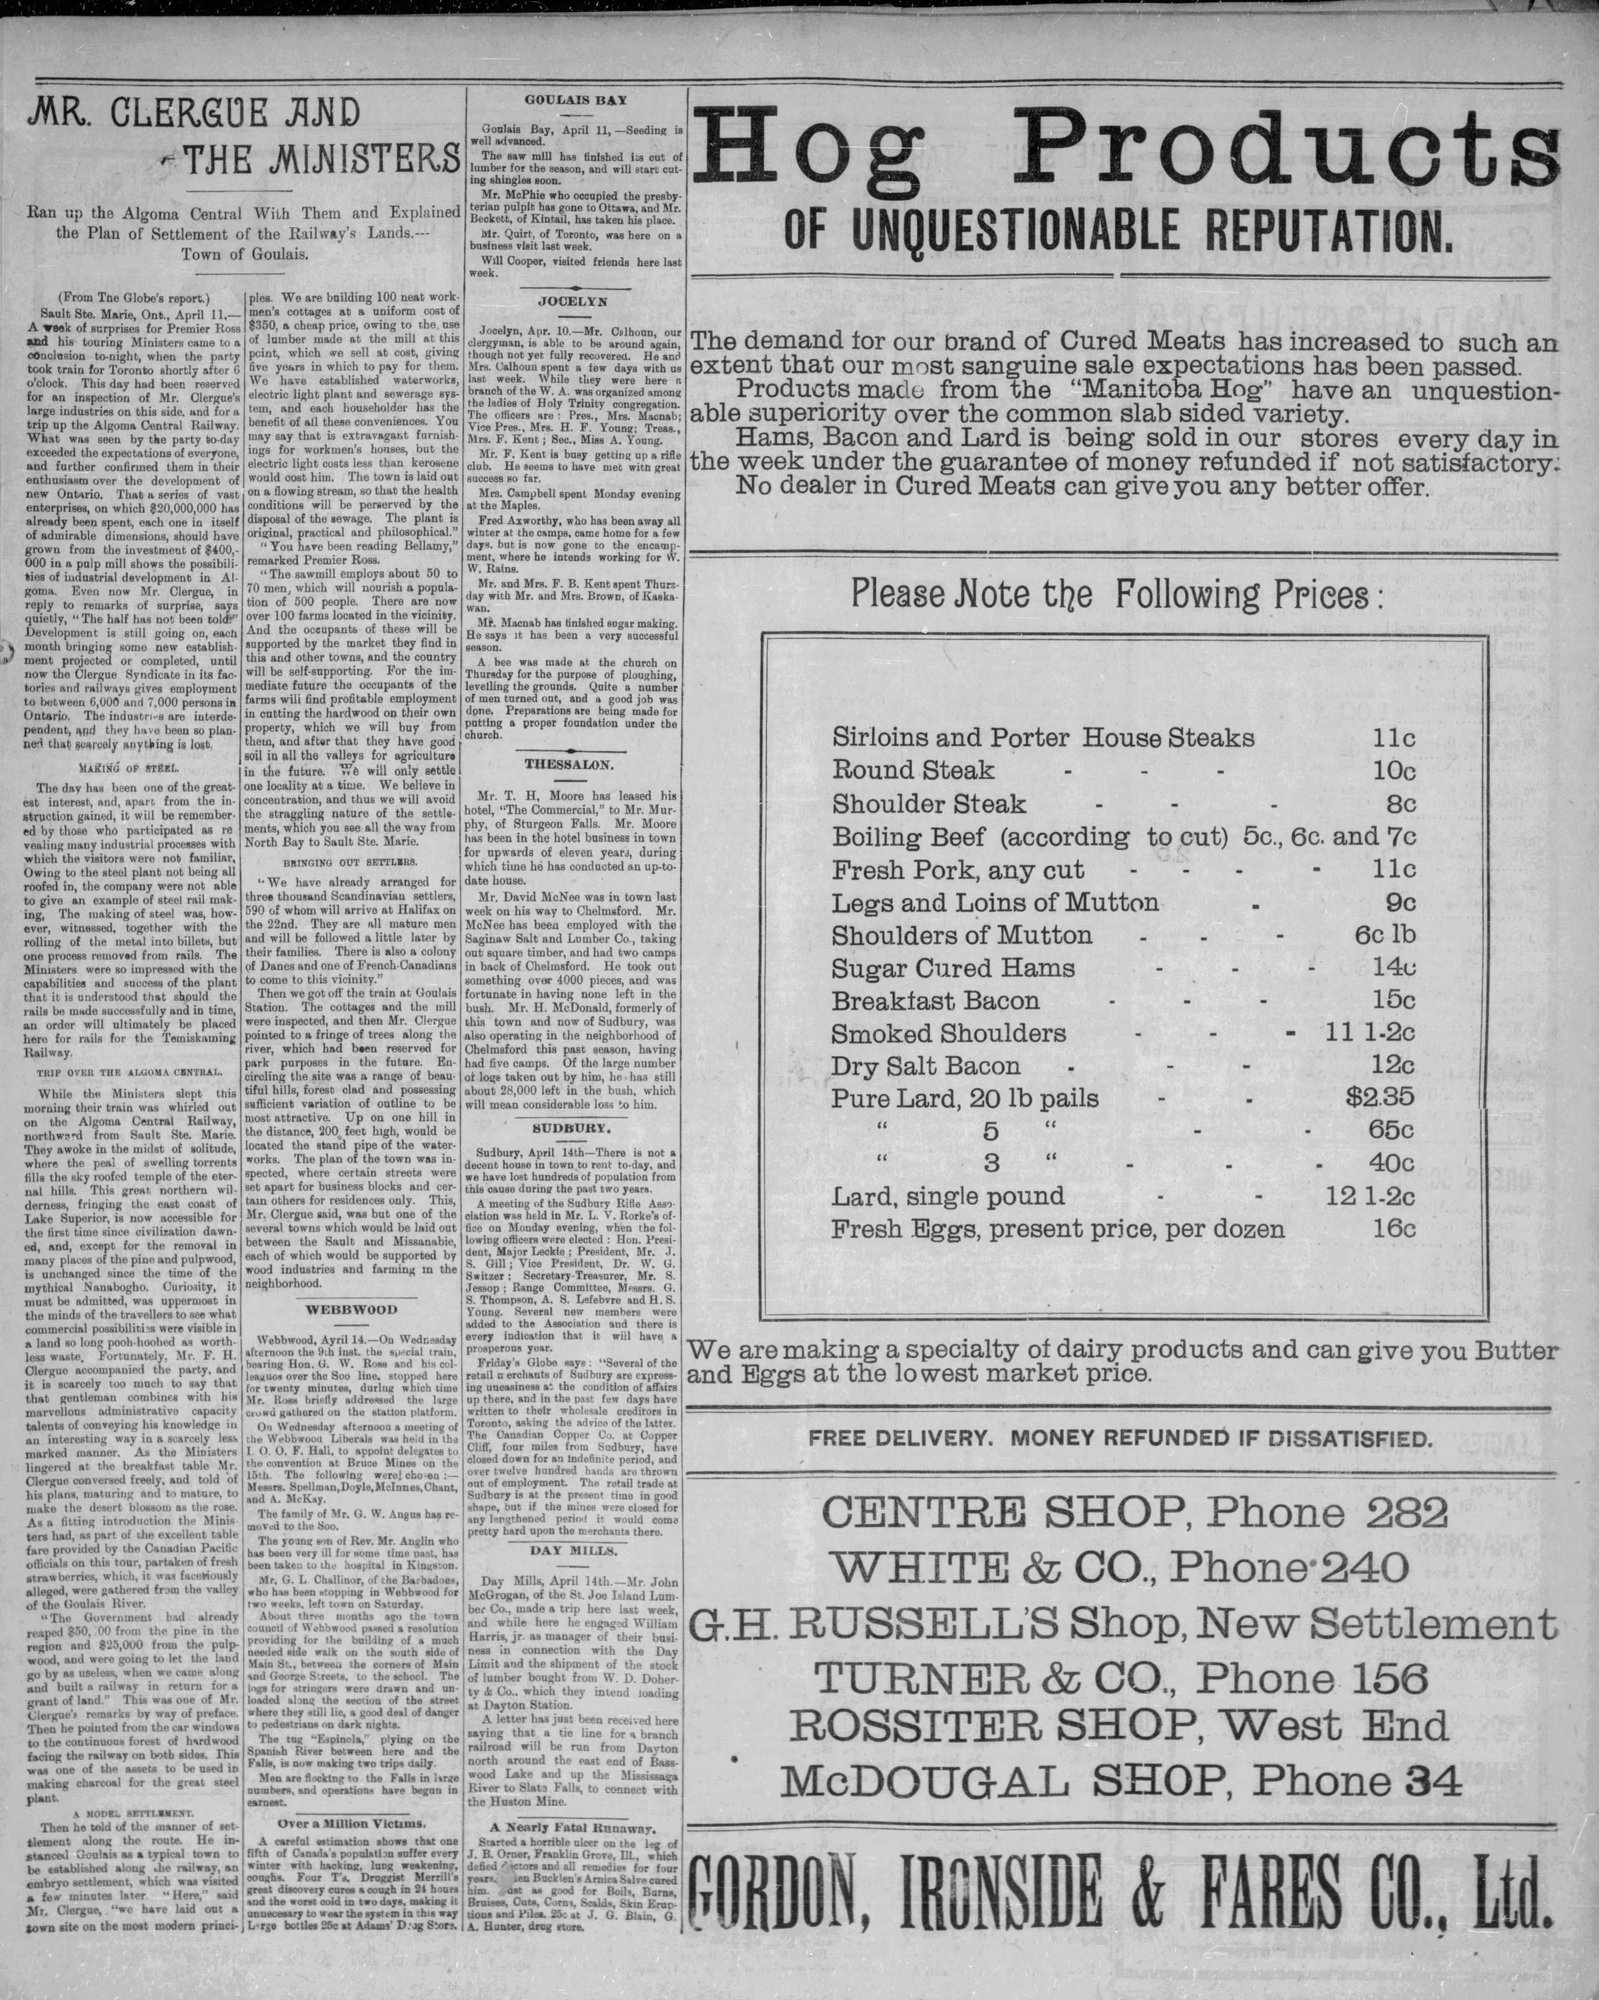 MR. CLERGUE AND
THE MINISTERS
Ran up the Algoma Central With Them and Explained
the Plan of Settlement of the Railway's Lands.---
Town of Goulais.
(From The Globe's report.)
Sault Ste. Marie, Ont., April 11,—
A week of surprises for Premier Ross
and his touring Ministers came to a
conclusion to-night, when the party
took train for Toronto shortly after 6
o'clock. This day had been reserved
for an inspection of Mr. Clergue's
large industries on this side, and for a
trip up the Algoma Central Railway.
What was seen by the party to-day
exceeded the expectations of everyone,
and further confirmed them in their
enthusiasm over the development of
new Ontario. That a series of vast
enterprises, on which $20,000,000 has
already been spent, each one in itself
of admirable dimensions, should have
grown from the investment of $400,-
000 in a pulp mill shows the possibili-
ties of industrial development in Al-
goma. Even now Mr. Clergue, in
reply to remarks of surprise, says
quietly, "The half has not been told."
Development is still going on, each
month bringing some new establish-
ment projected or completed, until
now the Clergue Syndicate in its fac-
tories and railways gives employment
to between 6,000 and 7,000 persons in
Ontario. The industries are interde-
pendent, and they have been so plan-
ned that scarcely anything is lost.
MAKING OF STEEL.
The day has been one of the great-
est interest, and, apart from the in-
struction gained, it will be remember-
ed by those who participated as re
vealing many industrial processes with
which the visitors were not familiar,
Owing to the steel plant not being all
roofed in, the company were not able
to give an example of steel rail mak-
ing, The making of steel was, how-
ever, witnessed, together with the
rolling of the metal into billets, but
one process removed from rails. The
Ministers were so impressed with the
capabilities and success of the plant
that it is understood that should the
rails be made successfully and in time,
an order will ultimately be placed
here for rails for the Temiskaming
Railway.
TRIP OVER THE ALGOMA CENTRAL.
While the Ministers slept this
morning their train was whirled out
on the Algoma Central Railway,
northward from Sault Ste. Marie.
They awoke in the midst of solitude,
where the peal of swelling torrents
fills the sky roofed temple of the eter-
nal hills. This great northern wil-
derness, fringing the east coast of
Lake Superior, is now accessible for
the first time since civilization dawn-
ed, and, except for the removal in
many places of the pine and pulpwood,
is unchanged since the time of the
mythical Nanabogho. Curiosity, it
must be admitted, was uppermost in
the minds of the travellers to see what
commercial possibilities were visible in
a land so long pooh-hoohed as worth-
less waste. Fortunately, Mr. F. H.
Clergue accompanied the party, and
it is scarcely too much to say that
that gentleman combines with his
marvellous administrative capacity
talents of conveying his knowledge in
an interesting way in a scarcely less
marked manner. As the Ministers
lingered at the breakfast table Mr.
Clergue conversed freely, and told of
his plans, maturing and to mature, to
make the desert blossom as the rose.
As a fitting introduction the Minis
ters had, as part of the excellent table
fare provided by the Canadian Pacific
officials on this tour, partaken of fresh
strawberries, which, it was facetiously
alleged, were gathered from the valley
of the Goulais River.
"The Government had already
reaped $50,.00 from the pine in the
region and $25,000 from the pulp-
wood, and were going to let the land
go by as useless, when we came along
and built a railway in return for a
grant of land." This was one of Mr.
Clergue's remarks by way of preface.
Then he pointed from the car windows
to the continuous forest of hardwood
facing the railway on both sides. This
was one of the assets to be used in
making charcoal for the great steel
plant.
A MODEL SETTLEMENT.
Then he told of the manner of set-
tlement along the route. He in-
stanced Goulais as a typical town to
be established along the railway, an
embryo settlement, which was visited
a few minutes later. "Here," said
Mr. Clergue, "we have laid out a
town site on the most modern princi-
ples. We are building 100 neat work-
men's cottages at a uniform cost of
$350, a cheap price, owing to the use
of lumber made at the mill at this
point, which we sell at cost, giving
five years in which to pay for them.
We have established waterworks,
electric light plant and sewerage sys-
tem, and each householder has the
benefit of all these conveniences. You
may say that is extravagant furnish-
ings for workmen's houses, but the
electric light costs less than kerosene
would cost him. The town is laid out
on a flowing stream, so that the health
conditions will be perserved by the
disposal of the sewage. The plant is
original, practical and philosophical."
"You have been reading Bellamy,"
remarked Premier Ross.
"The sawmill employs about 50 to
70 men, which will nourish a popula-
tion of 500 people. There are now
over 100 farms located in the vicinity.
And the occupants of these will be
supported by the market they find in
this and other towns, and the country
will be self-supporting. For the im-
mediate future the occupants of the
farms will find profitable employment
in cutting the hardwood on their own
property, which we will buy from
them, and after that they have good
soil in all the valleys for agriculture
in the future. We will only settle
one locality at a time. We believe in
concentration, and thus we will avoid
the straggling nature of the settle-
ments, which you see all the way from
North Bay to Sault Ste. Marie.
BRINGING OUT SETTLERS.
"We have already arranged for
three thousand Scandinavian settlers,
590 of whom will arrive at Halifax on
the 22nd. They are all mature men
and will be followed a little later by
their families. There is also a colony
of Danes and one of French-Canadians
to come to this vicinity."
Then we got off the train at Goulais
Station. The cottages and the mill
were inspected, and then Mr. Clergue
pointed to a fringe of trees along the
river, which had been reserved for
park purposes in the future. En-
circling the site was a range of beau-
tiful hills, forest clad and possessing
sufficient variation of outline to be
most attractive. Up on one hill in
the distance, 200 feet high, would be
located the stand pipe of the water-
works. The plan of the town was in-
spected, where certain streets were
set apart for business blocks and cer-
tain others for residences only. This,
Mr. Clergue said, was but one of the
several towns which would be laid out
between the Sault and Missanabie,
each of which would be supported by
wood industries and farming in the
neighborhood.
WEBBWOOD
Webbwood, Ayril 14.—On Wednesday
afternoon the 9th inst. the special train,
bearing Hon. G. W. Ross and his col-
leagues over the Soo line, stopped here
for twenty minutes, during which time
Mr. Ross briefly addressed the large
crowd gathered on the station platform.
On Wednesday afternoon a meeting of
the Webbwood Liberals was held in the
I. O. O. F. Hall, to appoint delegates to
the convention at Bruce Mines on the
15th. The following were chosen :—
Messrs. Spellman, Doyle, McInnes, Chant,
and A. McKay.
The family of Mr. G. W. Angus has re-
moved to the Soo.
The young son of Rev. Mr. Anglin who
has been very ill for some time past, has
been taken to the hospital in Kingston.
Mr. G. L. Challinor, of the Barbadoes,
who has been stopping in Webbwood for
two weeks, left town on Saturday.
About three months ago the town
council of Webbwood passed a resolution
providing for the building of a much
needed side walk on the south side of
Main St., between the corners of Main
and George Streets, to the school. The
logs for stringers were drawn and un-
loaded along the section of the street
where they still lie, a good deal of danger
to pedestrians on dark nights.
The tug "Espinola," plying on the
Spanish River between here and the
Falls, is now making two trips daily.
Men are flocking to the Falls in large
numbers, and operations have begun in
earnest.
Over a Million Victims.
A careful estimation shows that one
fifth of Canada's population suffer every
winter with hacking, lung weakening,
coughs. Four T's, Druggist Merrill's
great discovery cures a cough in 24 hours
and the worst cold in two days, making it
unnecessary to wear the system in this way
Large bottles 25c at Adams' Drug Store.
GOULAIS BAY
Goulais Bay, April 11, —Seeding is
well advanced.
The saw mill has finished its cut of
lumber for the season, and will start cut-
ing shingles soon.
Mr. McPhie who occupied the presby-
terian pulpit has gone to Ottawa, and Mr.
Beckett, of Kintail, has taken his place.
Mr. Quirt, of Toronto, was here on a
business visit last week.
Will Cooper, visited friends here last
week.
JOCELYN
Jocelyn, Apr. 10.—Mr. Calhoun, our
clergyman, is able to be around again,
though not yet fully recovered. He and
Mrs. Calhoun spent a few days with us
last week. While they were here a
branch of the W. A. was organized among
the ladies of Holy Trinity congregation.
The officers are: Pres., Mrs. Macnab;
Vice Pres., Mrs. H. F. Young; Treas.,
Mrs. F. Kent; Sec., Miss A. Young.
Mr. F. Kent is busy getting up a rifle
club. He seems to have met with great
success so far.
Mrs. Campbell spent Monday evening
at the Maples.
Fred Axworthy, who has been away all
winter at the camps, came home for a few
days, but is now gone to the encamp-
ment, where he intends working for W.
W. Rains.
Mr. and Mrs. F. B. Kent spent Thurs-
day with Mr. and Mrs. Brown, of Kaska-
wan.
Mr. Macnab has finished sugar making.
He says it has been a very successful
season.
A bee was made at the church on
Thursday for the purpose of ploughing,
levelling the grounds. Quite a number
of men turned out, and a good job was
done. Preparations are being made for
putting a proper foundation under the
church.
THESSALON.
Mr. T. H, Moore has leased his
hotel, "The Commercial," to Mr. Mur-
phy, of Sturgeon Falls. Mr. Moore
has been in the hotel business in town
for upwards of eleven years, during
which time he has conducted an up-to-
date house.
Mr. David McNee was in town last
week on his way to Chelmsford. Mr.
McNee has been employed with the
Saginaw Salt and Lumber Co., taking
out square timber, and had two camps
in back of Chelmsford. He took out
something over 4000 pieces, and was
fortunate in having none left in the
bush. Mr. H. McDonald, formerly of
this town and now of Sudbury, was
also operating in the neighborhood of
Chelmsford this past season, having
had five camps. Of the large number
of logs taken out by him, he has still
about 28,000 left in the bush, which
will mean considerable loss to him.
SUDBURY.
Sudbury, April 14th—There is not a
decent house in town to rent to-day, and
we have lost hundreds of population from
this cause during the past two years.
A meeting of the Sudbury Rifle Asso-
ciation was held in Mr. L. V. Rorke's of-
fice on Monday evening, when the fol-
lowing officers were elected : Hon. Presi-
dent, Major Leckie ; President, Mr. J.
S. Gill ; Vice President, Dr. W. G.
Switzer ; Secretary-Treasurer, Mr. S.
Jessop ; Range Committee, Messrs. G.
S. Thompson, A. S. Lefebvre and H. S.
Young. Several new members were
added to the Association and there is
every indication that it will have a
prosperous year.
Friday's Globe says : "Several of the
retail merchants of Sudbury are express-
ing uneasiness at the condition of affairs
up there, and in the past few days have
written to their wholesale creditors in
Toronto, asking the advice of the latter.
The Canadian Copper Co. at Copper
Cliff, four miles from Sudbury, have
closed down for an indefinite period, and
over twelve hundred hands are thrown
out of employment. The retail trade at
Sudbury is at the present time in good
shape, but if the mines were closed for
any lengthened period it would come
pretty hard upon the merchants there.
DAY MILLS.
Day Mills, April 14th.—Mr. John
McGrogan, of the St. Joe Island Lum-
ber Co., made a trip here last week,
and while here he engaged William
Harris, jr. as manager of their busi-
ness in connection with the Day
Limit and the shipment of the stock
of lumber bought from W. D. Doher-
ty & Co., which they intend loading
at Dayton Station.
A letter has just been received here
saying that a tie line for a branch
railroad will be run from Dayton
north around the east end of Bass-
wood Lake and up the Mississaga
River to Slate Falls, to connect with
the Huston Mine.
A Nearly Fatal Runaway.
Started a horrible ulcer on the leg of
J. B. Orner, Franklin Grove, Ill., which
defied doctors and all remedies for four
years. Then Bucklen's Arnica Salve cured
him. Just as good for Boils, Burns,
Bruises, Cuts, Corns, Scalds, Skin Erup-
tions and Piles. 25c at J. G. Blain, G.
A. Hunter, drug store.
Hog Products
OF UNQUESTIONABLE REPUTATION.
The demand for our brand of Cured Meats has increased to such an
extent that our most sanguine sale expectations has been passed.
Products made from the "Manitoba Hog" have an unquestion-
able superiority over the common slab sided variety.
Hams, Bacon and Lard is being sold in our stores every day in
the week under the guarantee of money refunded if not satisfactory.
No dealer in Cured Meats can give you any better offer.
Please Note the Following Prices:
Sirloins and Porter House Steaks 11c
Round Steak - - - 10c
Shoulder Steak - - - 8c
Boiling Beef (according to cut) 5c., 6c. and 7c
Fresh Pork, any cut - - - - 11c
Legs and Loins of Mutton - 9c
Shoulders of Mutton - - - 6c lb
Sugar Cured Hams - - - 14c
Breakfast Bacon - - - 15c
Smoked Shoulders - - - 11 1-2c
Dry Salt Bacon - - - 12c
Pure Lard, 20 lb pails - - $2.35
" 5 " - - 65c
" 3 " - - - 40c
Lard, single pound - - 12 1-2c
Fresh Eggs, present price, per dozen 16c
We are making a specialty of dairy products and can give you Butter
and Eggs at the lowest market price.
FREE DELIVERY. MONEY REFUNDED IF DISSATISFIED.
CENTRE SHOP, Phone 282
WHITE & CO., Phone 240
G.H. RUSSELL'S Shop, New Settlement
TURNER & CO., Phone 156
ROSSITER SHOP, West End
McDOUGAL SHOP, Phone 34
GORDON, IRONSIDE & FARES CO., Ltd.